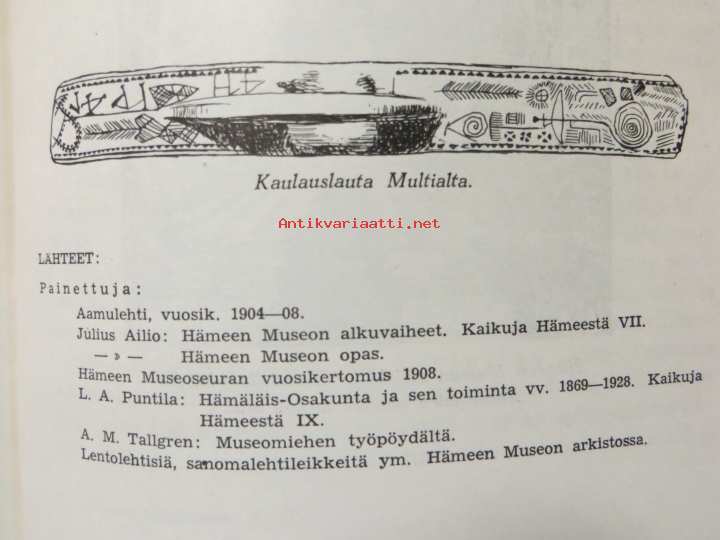 Kaulauslauta Multialta.
Antikvariaatti.net
LÄHTEET:
Painettuja:
Aamulehti, vuosik. 1904—08.
Julius Ailio: Hämeen Museon alkuvaiheet. Kaikuja Hämeestä VII.
— » — Hämeen Museon opas.
Hämeen Museoseuran vuosikertomus 1908.
L. A. Puntila: Hämäläis-Osakunta ja sen toiminta vv. 1869—1928. Kaikuja
Hämeestä IX.
A. M. Tallgren: Museomiehen työpöydältä.
Lentolehtisiä, sanomalehtileikkeitä ym. Hämeen Museon arkistossa.